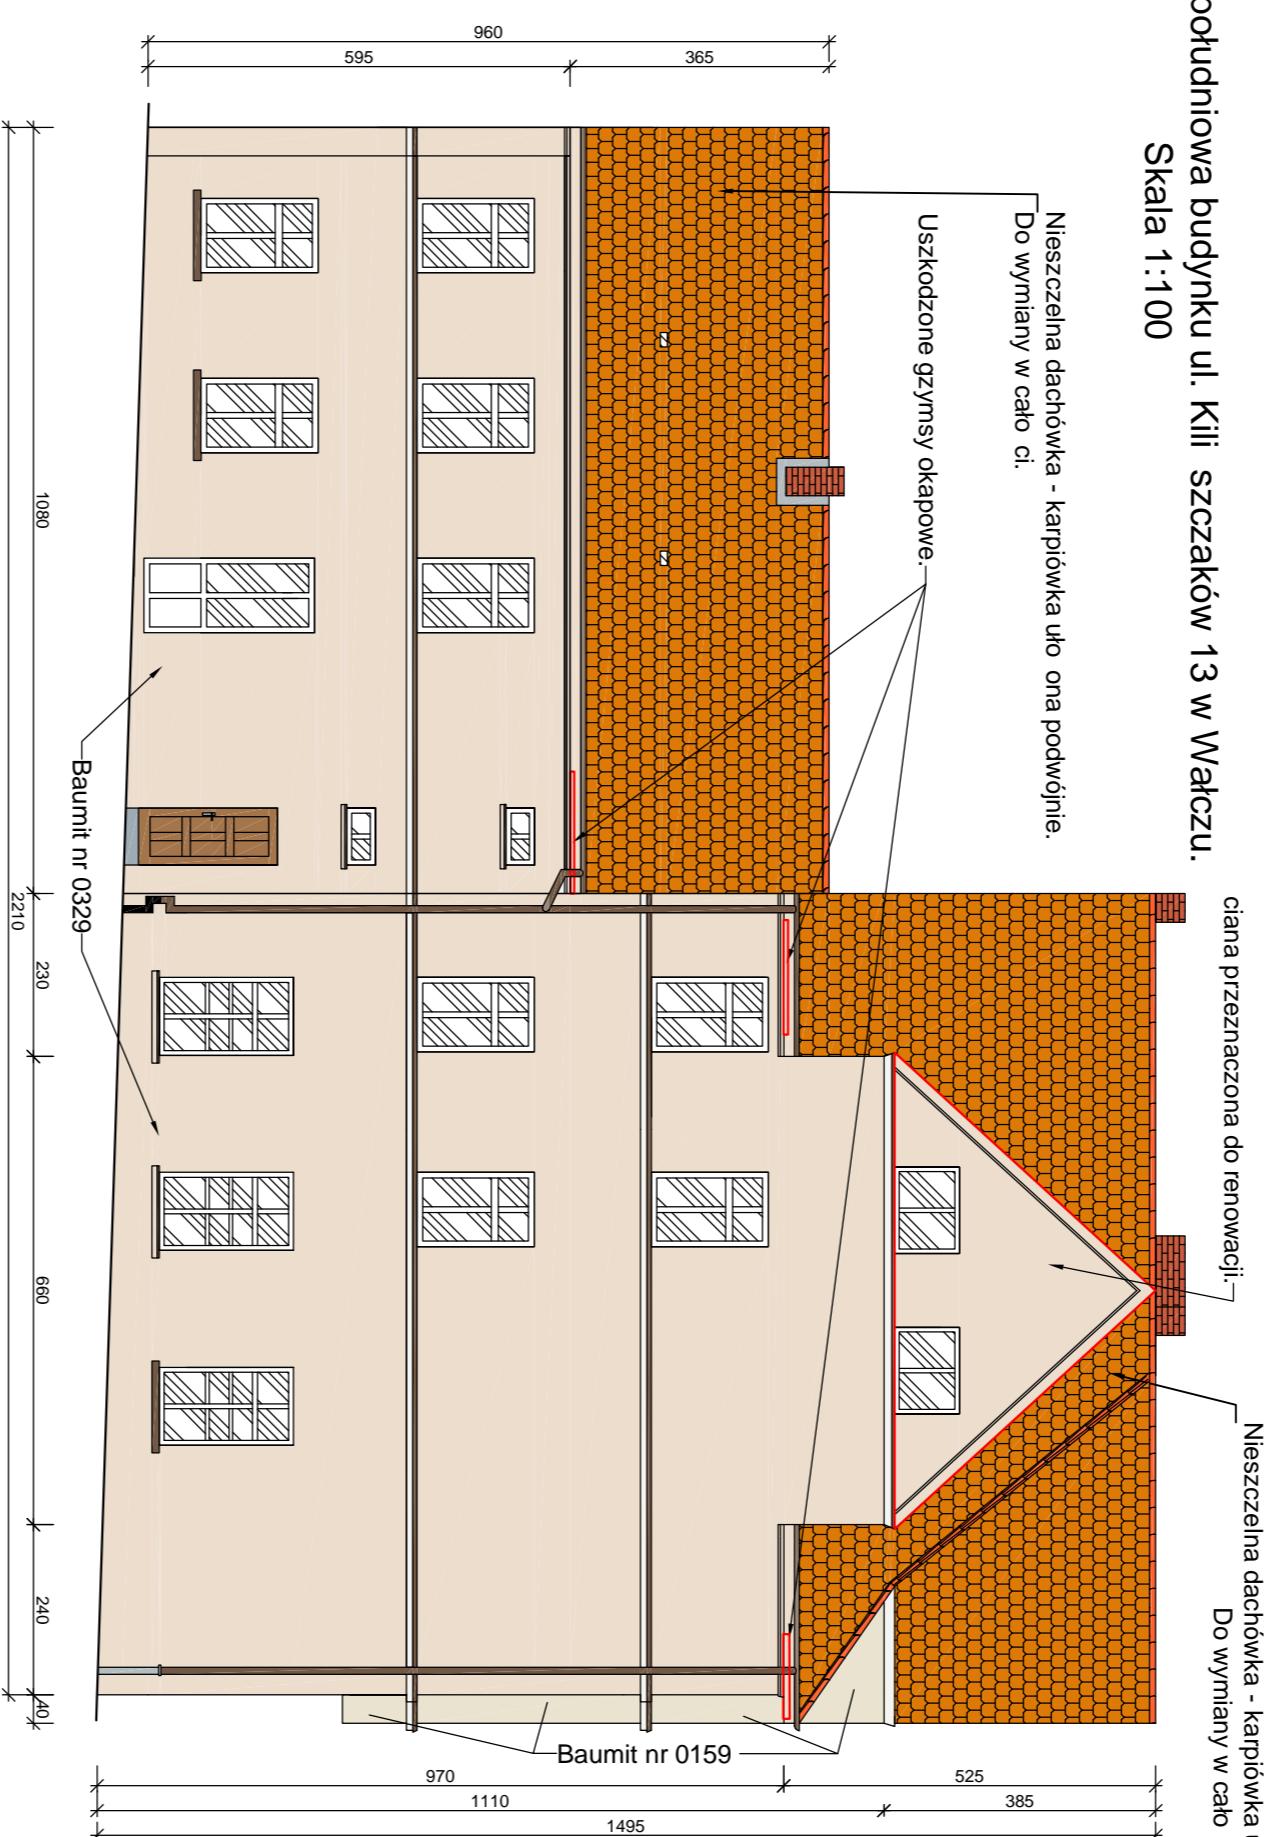 ołudniowa budynku ul. Kili szczaków 13 w Wałczu.
Skala 1:100
Nieszczelna dachówka - karpiówka uło ona podwójnie.
Do wymiany w cało ci.
Uszkodzone gzymsy okapowe.
ciana przeznaczona do renowacji.
Nieszczelna dachówka - karpiówka
Do wymiany w cało
Baumit nr 0329
Baumit nr 0159
960
595
365
1080
230
660
240
40
2210
970
525
1110
385
1495